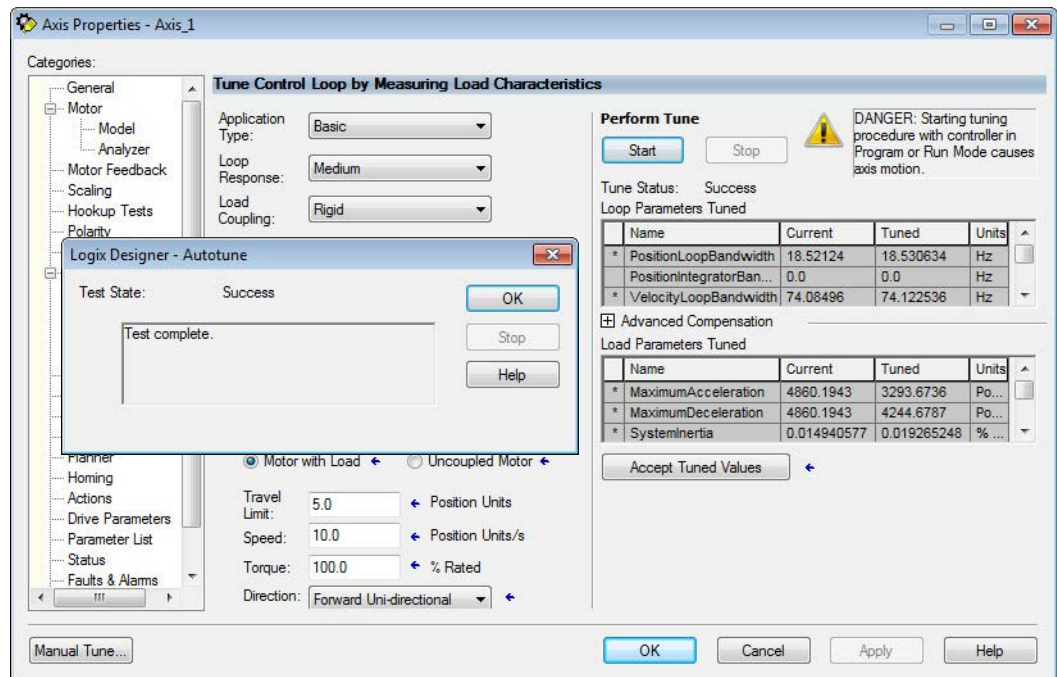 Axis Properties - Axis_1
Categories:
General
Motor
Model
Analyzer
Motor Feedback
Scaling
Hookup Tests
Polarity
Planner
Homing
Actions
Drive Parameters
Parameter List
Status
Faults & Alarms
Tune Control Loop by Measuring Load Characteristics
Application
Type:
Basic
Loop
Response:
Medium
Load
Coupling:
Rigid
Logix Designer - Autotune
Test State: Success
OK
Test complete.
Stop
Help
Motor with Load Uncoupled Motor
Travel
Limit:
5.0 Position Units
Speed: 10.0 Position Units/s
Torque: 100.0 % Rated
Direction: Forward Uni-directional
Perform Tune
Start Stop
DANGER: Starting tuning
procedure with controller in
Program or Run Mode causes
axis motion.
Tune Status: Success
Loop Parameters Tuned
Name Current Tuned Units
* PositionLoopBandwidth 18.52124 18.530634 Hz
PositionIntegratorBan... 0.0 0.0 Hz
* VelocityLoopBandwidth 74.08496 74.122536 Hz
Advanced Compensation
Load Parameters Tuned
Name Current Tuned Units
* MaximumAcceleration 4860.1943 3293.6736 Po...
* MaximumDeceleration 4860.1943 4244.6787 Po...
* SystemInertia 0.014940577 0.019265248 % ...
Accept Tuned Values
Manual Tune... OK Cancel Apply Help